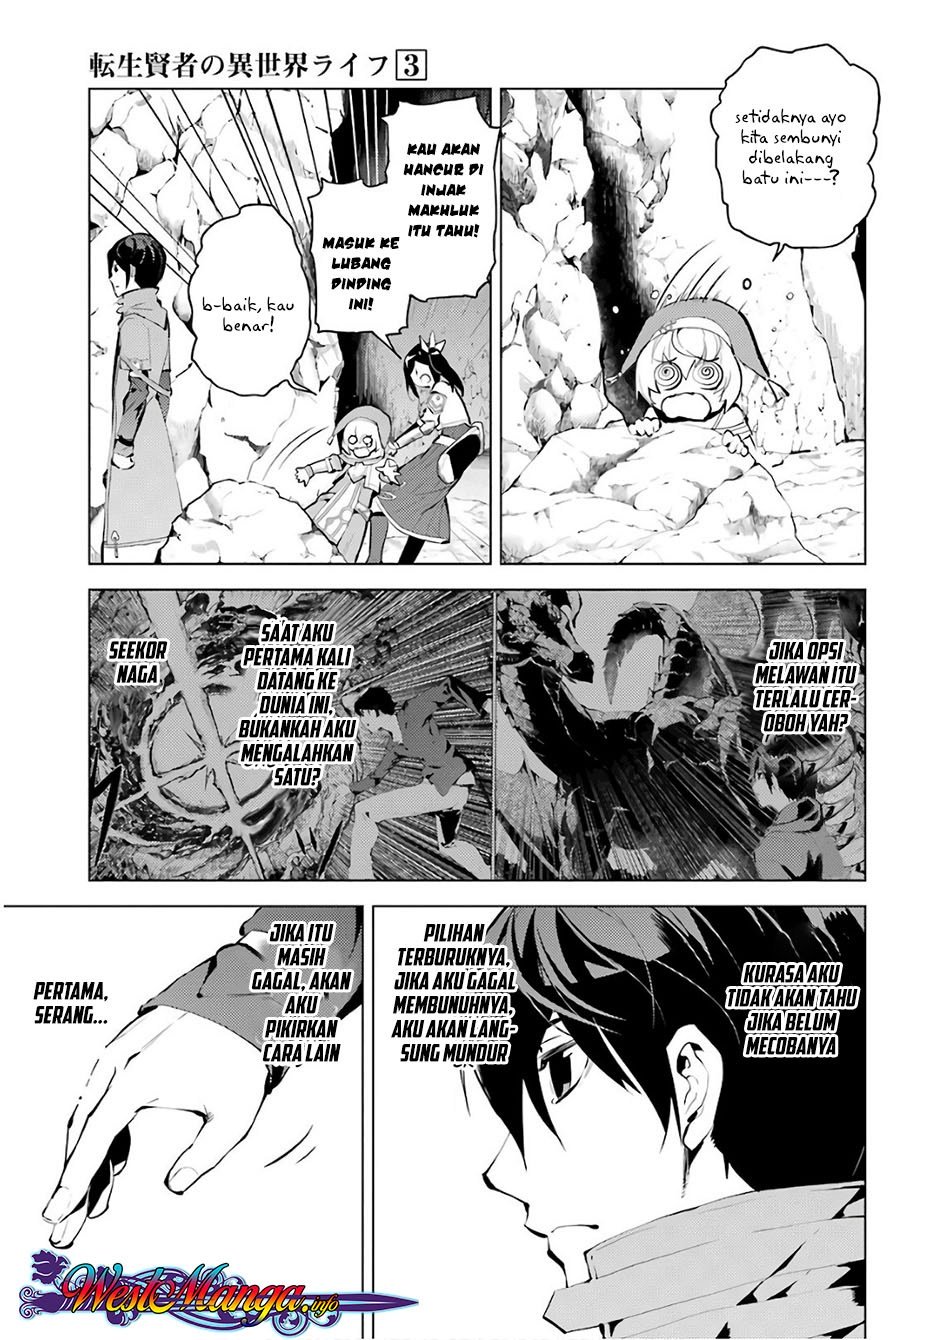 転生賢者の異世界ライフ 3
setidaknya ayo
kita sembunyi
dibelakang
batu ini---?
KAU AKAN
HANCUR DI
INJAK
MAKHLUK
ITU TAHU!
MASUK KE
LUBANG
DINDING
INI!
b-baik, kau
benar!
JIKA OPSI
MELAWAN ITU
TERLALU CER-
OBOH YAH?
SAAT AKU
PERTAMA KALI
DATANG KE
DUNIA INI,
BUKANKAH AKU
MENGALAHKAN
SATU?
SEEKOR
NAGA
KURASA AKU
TIDAK AKAN TAHU
JIKA BELUM
MECOBANYA
PILIHAN
TERBURUKNYA,
JIKA AKU GAGAL
MEMBUNUHNYA,
AKU AKAN LANG-
SUNG MUNDUR
JIKA ITU
MASIH
GAGAL, AKAN
AKU
PIKIRKAN
CARA LAIN
PERTAMA,
SERANG...
WestManga.info